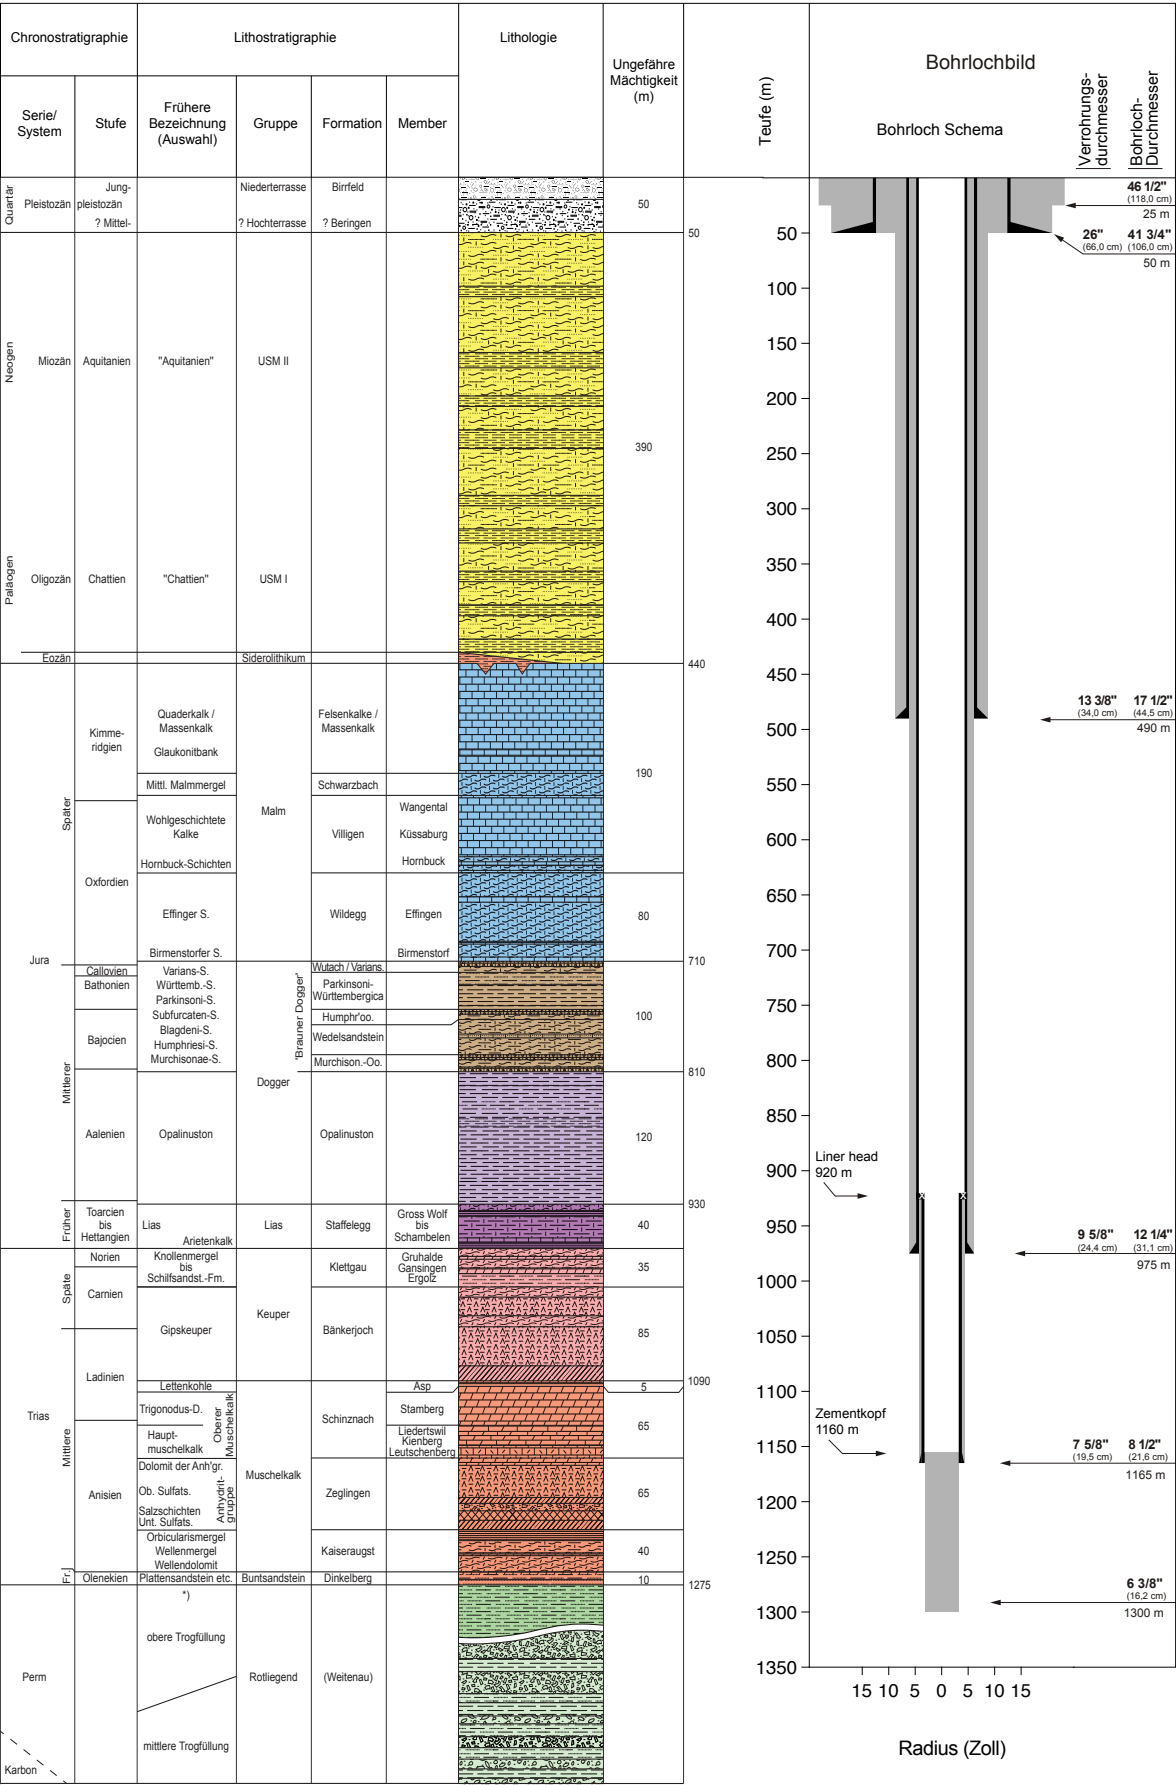 Chronostratigraphie
Lithostratigraphie
Lithologie
Ungefähre
Mächtigkeit
(m)
Serie/
System
Stufe
Frühere
Bezeichnung
(Auswahl)
Gruppe
Formation
Member
Quartär
Pleistozän
Jung-
pleistozän
? Mittel-
Niederterrasse
Birrfeld
? Hochterrasse
? Beringen
50
50
Neogen
Miozän
Aquitanien
"Aquitanien"
USM II
390
Paläogen
Oligozän
Chattien
"Chattien"
USM I
Eozän
Siderolithikum
440
Jura
Später
Kimme-
ridgien
Quaderkalk /
Massenkalk
Glaukonitbank
Felsenkalke /
Massenkalk
190
Mittl. Malmmergel
Schwarzbach
Malm
Oxfordien
Wohlgeschichtete
Kalke
Hornbuck-Schichten
Villigen
Wangental
Küssaburg
Hornbuck
Effinger S.
Wildegg
Effingen
80
Birmenstorfer S.
Birmenstorf
710
Mittlerer
Callovien
Bathonien
Bajocien
Varians-S.
Württemb.-S.
Parkinsoni-S.
Subfurcaten-S.
Blagdeni-S.
Humphriesi-S.
Murchisonae-S.
"Brauner Dogger"
Wutach / Varians.
Parkinsoni-
Württembergica
Humphr'oo.
Wedelsandstein
Murchison.-Oo.
100
810
Dogger
Aalenien
Opalinuston
Opalinuston
120
930
Früher
Toarcien
bis
Hettangien
Lias
Arietenkalk
Lias
Staffelegg
Gross Wolf
bis
Schambelen
40
Trias
Späte
Norien
Carnien
Knollenmergel
bis
Schilfsandst.-Fm.
Klettgau
Gruhalde
Gansingen
Ergolz
35
Keuper
Gipskeuper
Bänkerjoch
85
Mittlere
Ladinien
1090
Lettenkohle
Asp
5
Trigonodus-D.
Oberer
Muschelkalk
Schinznach
Stamberg
65
Haupt-
muschelkalk
Liedertswil
Kienberg
Leutschenberg
Anisien
Dolomit der Anh'gr.
Ob. Sulfats.
Salzschichten
Unt. Sulfats.
Anhydrit-
gruppe
Muschelkalk
Zeglingen
65
Orbicularismergel
Wellenmergel
Wellendolomit
Kaiseraugst
40
Fr.
Olenekien
Plattensandstein etc.
Buntsandstein
Dinkelberg
10
1275
*)
obere Trogfüllung
Perm
Rotliegend
(Weitenau)
mittlere Trogfüllung
Karbon
Bohrlochbild
Teufe (m)
Bohrloch Schema
Verrohrungs-
durchmesser
Bohrloch-
Durchmesser
50
100
150
200
250
300
350
400
450
500
550
600
650
700
750
800
850
900
950
1000
1050
1100
1150
1200
1250
1300
1350
46 1/2"
(118,0 cm)
25 m
26"
(66,0 cm)
41 3/4"
(106,0 cm)
50 m
13 3/8"
(34,0 cm)
17 1/2"
(44,5 cm)
490 m
Liner head
920 m
9 5/8"
(24,4 cm)
12 1/4"
(31,1 cm)
975 m
Zementkopf
1160 m
7 5/8"
(19,5 cm)
8 1/2"
(21,6 cm)
1165 m
6 3/8"
(16,2 cm)
1300 m
15 10 5 0 5 10 15
Radius (Zoll)